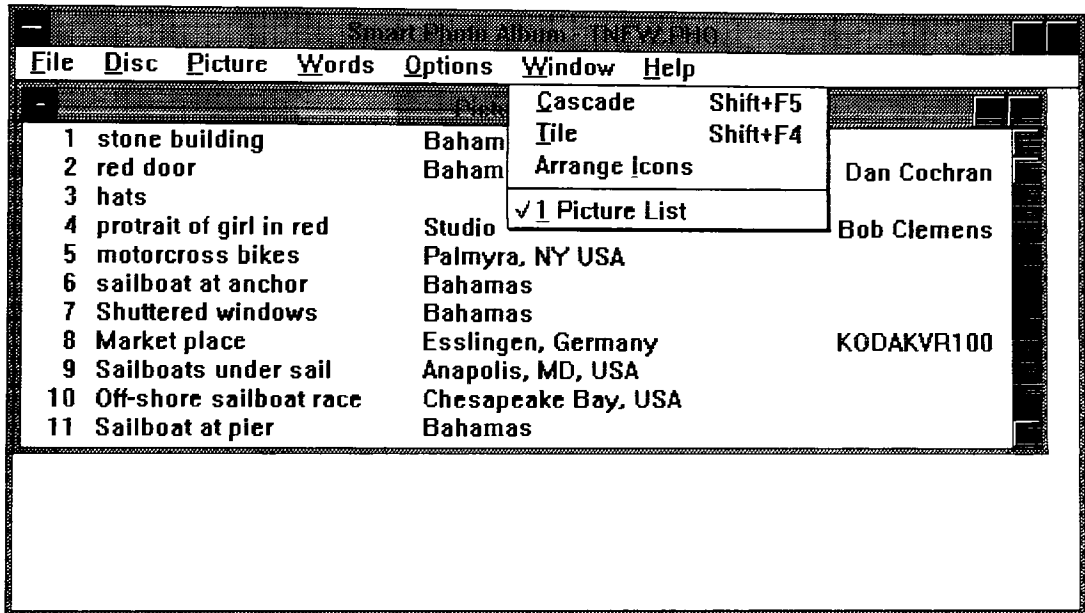 Smart Photo Album - [NEW.PHO]
File Disc Picture Words Options Window Help
Cascade Shift+F5
Tile Shift+F4
Arrange Icons
✓ 1 Picture List
1 stone building Baham
2 red door Baham Dan Cochran
3 hats
4 protrait of girl in red Studio Bob Clemens
5 motorcross bikes Palmyra, NY USA
6 sailboat at anchor Bahamas
7 Shuttered windows Bahamas
8 Market place Esslingen, Germany KODAKVR100
9 Sailboats under sail Anapolis, MD, USA
10 Off-shore sailboat race Chesapeake Bay, USA
11 Sailboat at pier Bahamas